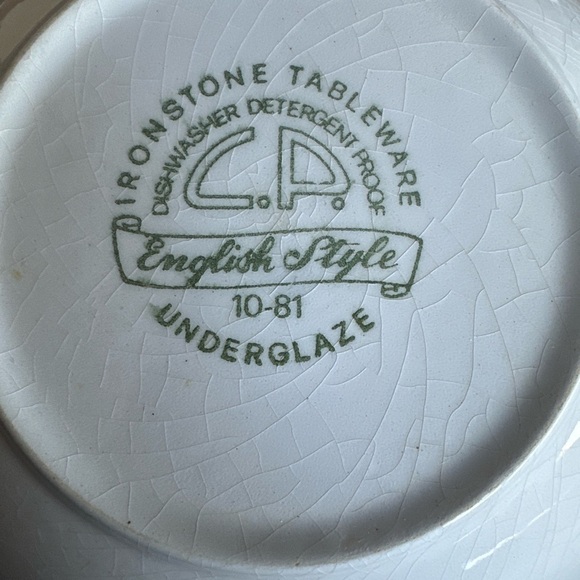 IRONSTONE TABLEWARE
DISHWASHER DETERGENT PROOF
C.P.
English Style
10-81
UNDERGLAZE